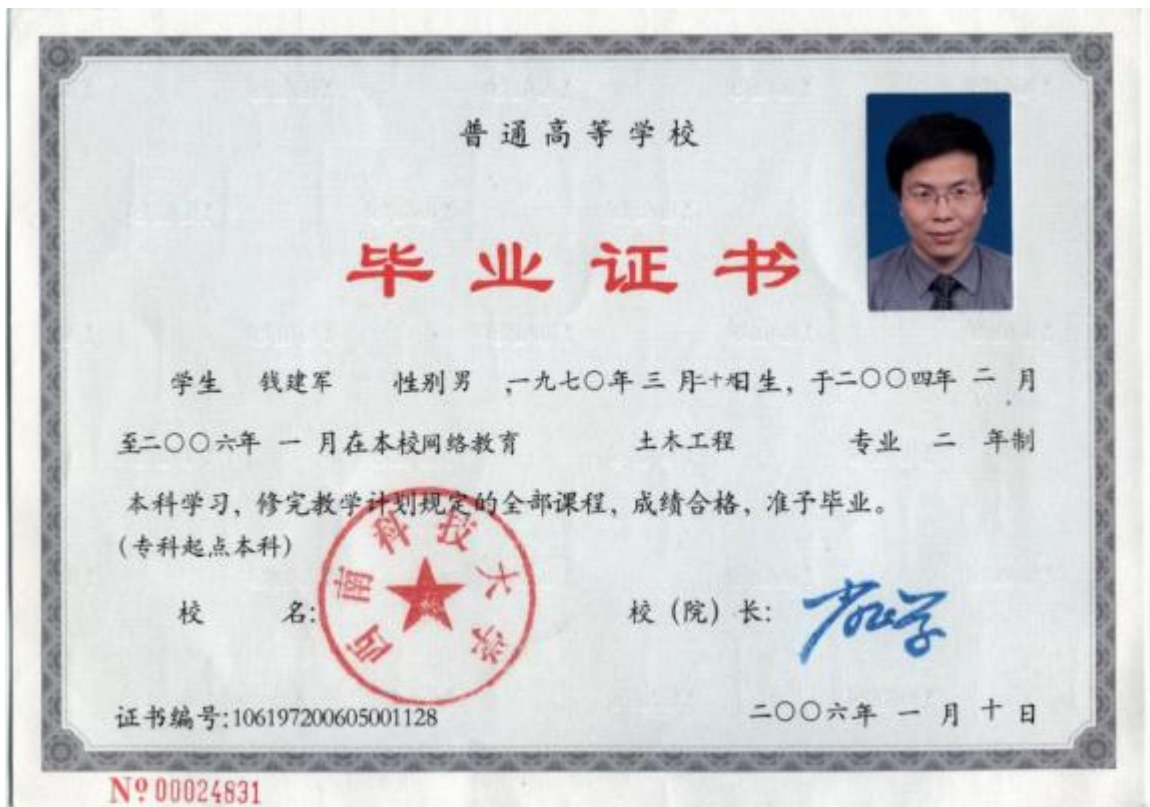 普通高等学校
毕业证书
学生 钱建军 性别男 ,一九七〇年 三 月 日生, 于二〇〇四年 二 月
至二〇〇六年 一 月在本校网络教育 土木工程 专业 二 年制
本科学习, 修完教学计划规定的全部课程, 成绩合格, 准予毕业。
(专科起点本科)
校 名:
西南科技大学
校 (院) 长:
证书编号:106197200605001128
二〇〇六年 一 月 十 日
Nº 00024831